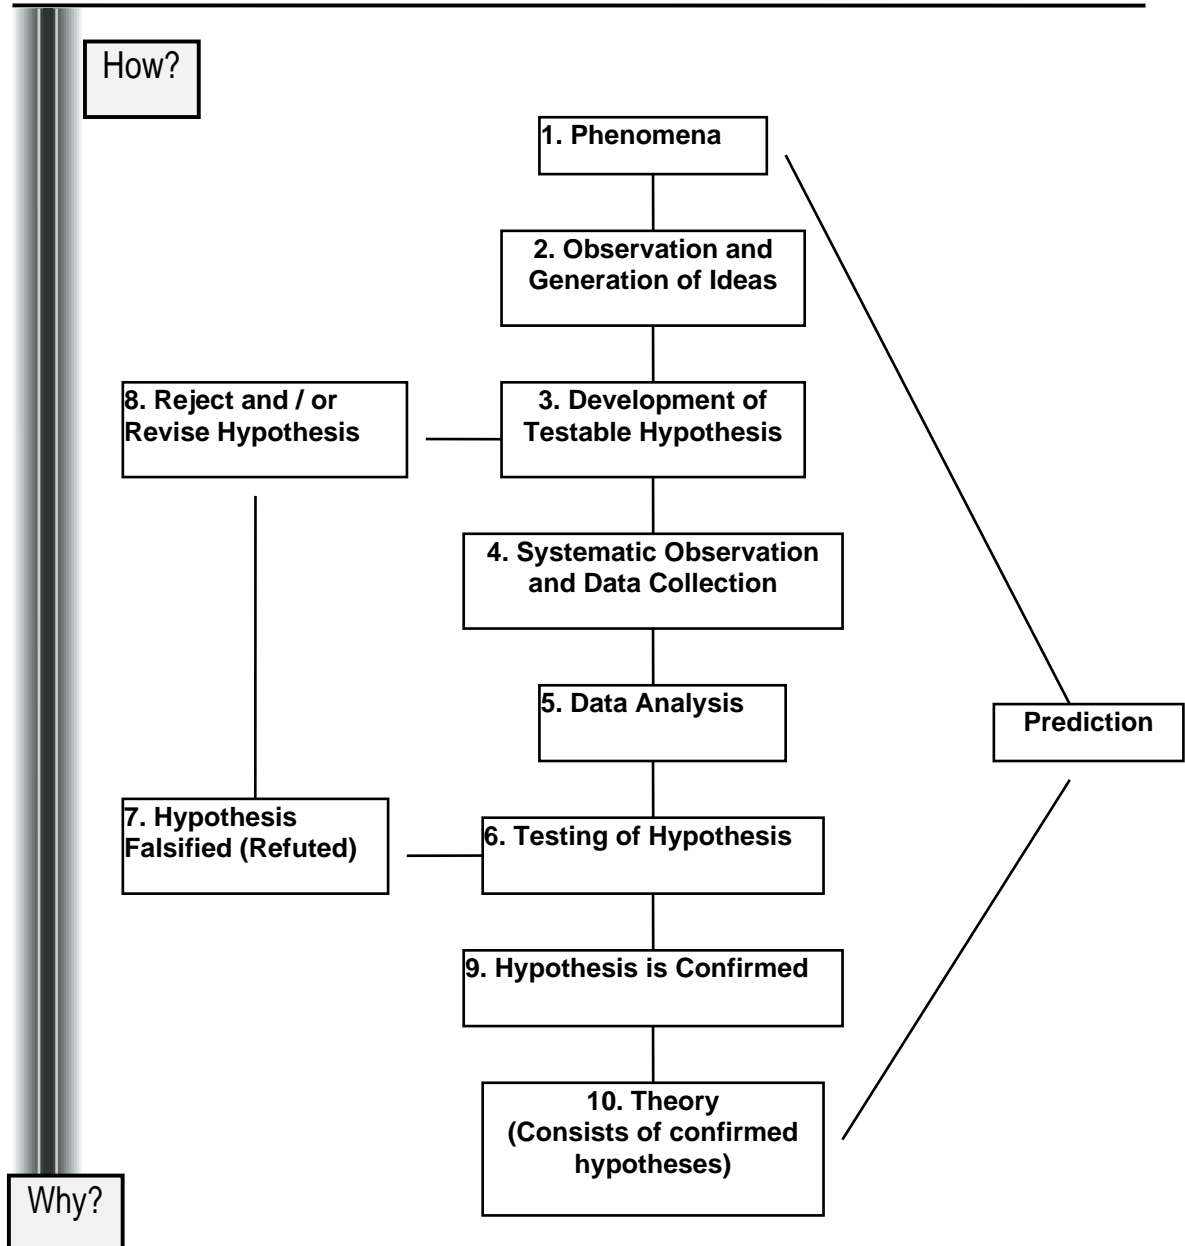 How?
1. Phenomena
2. Observation and
Generation of Ideas
8. Reject and / or
Revise Hypothesis
3. Development of
Testable Hypothesis
4. Systematic Observation
and Data Collection
5. Data Analysis
Prediction
7. Hypothesis
Falsified (Refuted)
6. Testing of Hypothesis
9. Hypothesis is Confirmed
10. Theory
(Consists of confirmed
hypotheses)
Why?